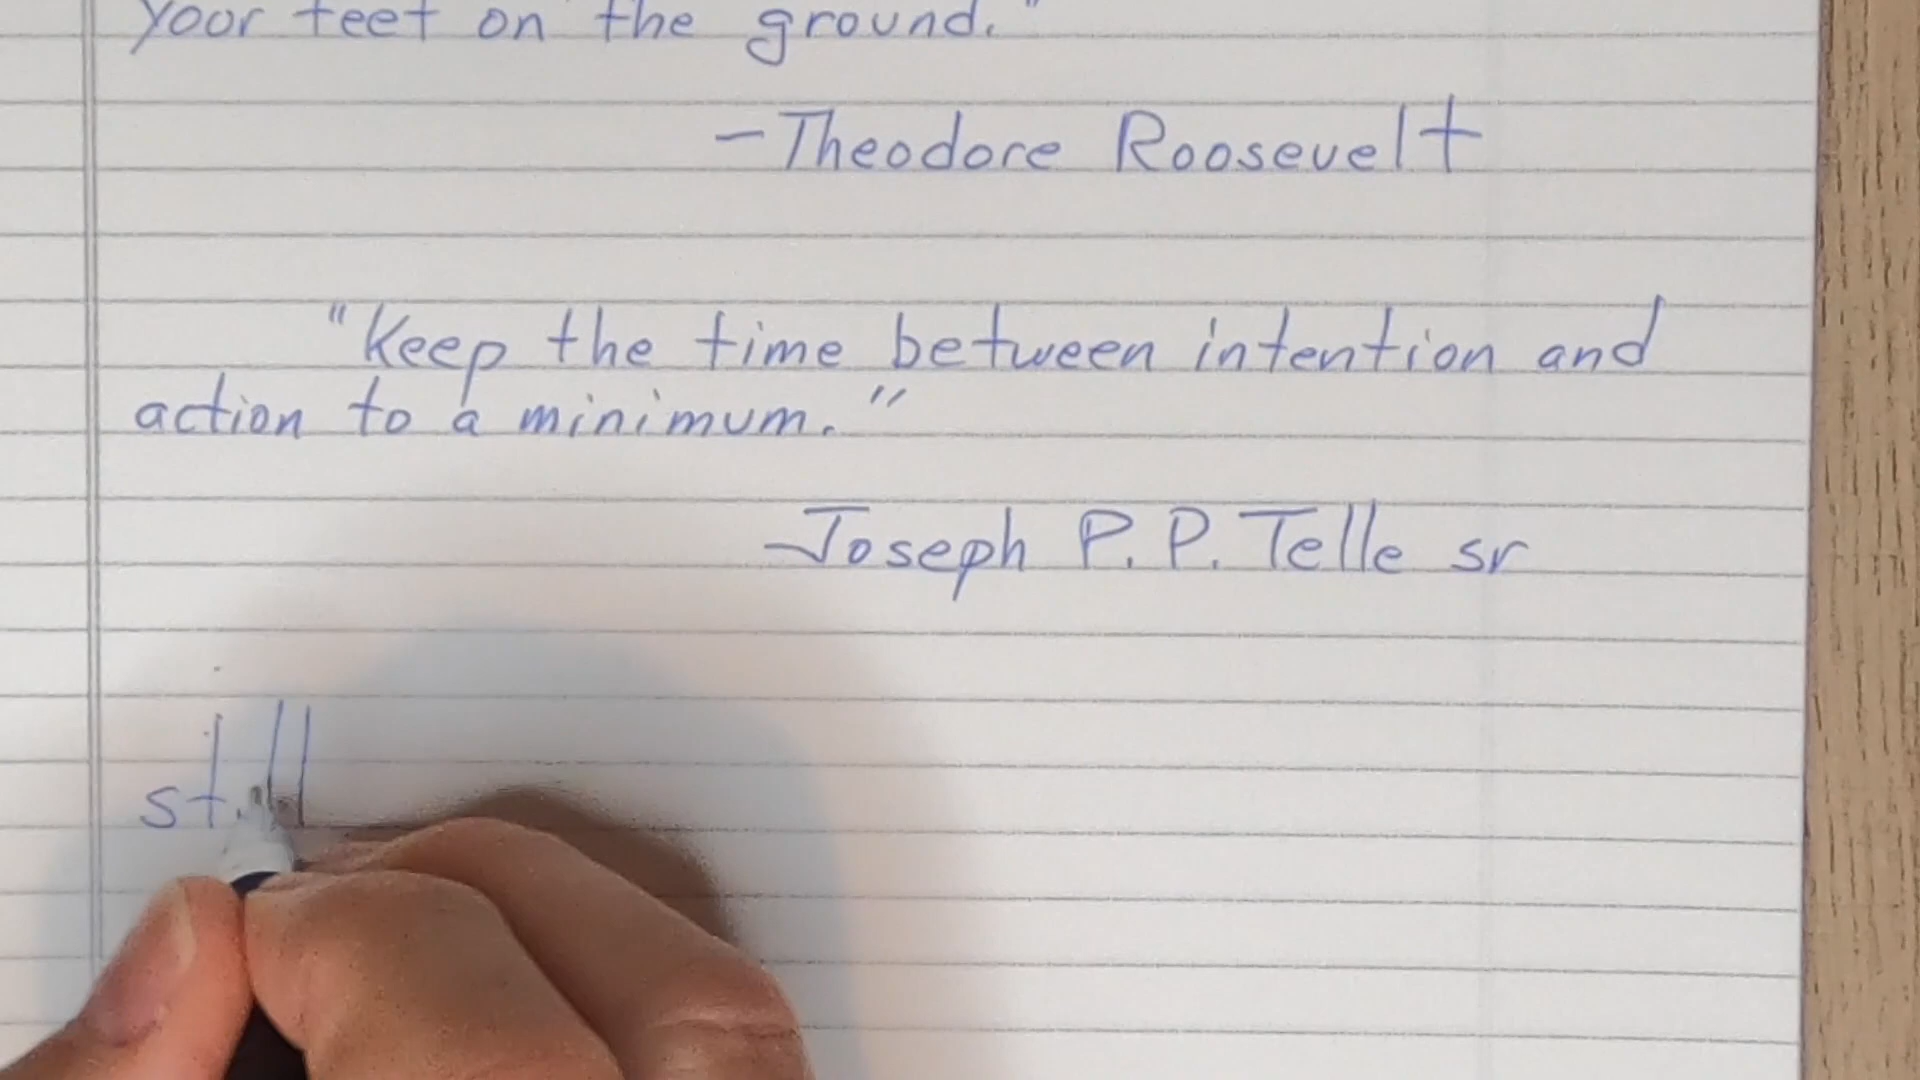 your feet on the ground."
- Theodore Roosevelt
"Keep the time between intention and
action to a minimum."
- Joseph P. P. Telle sr
still